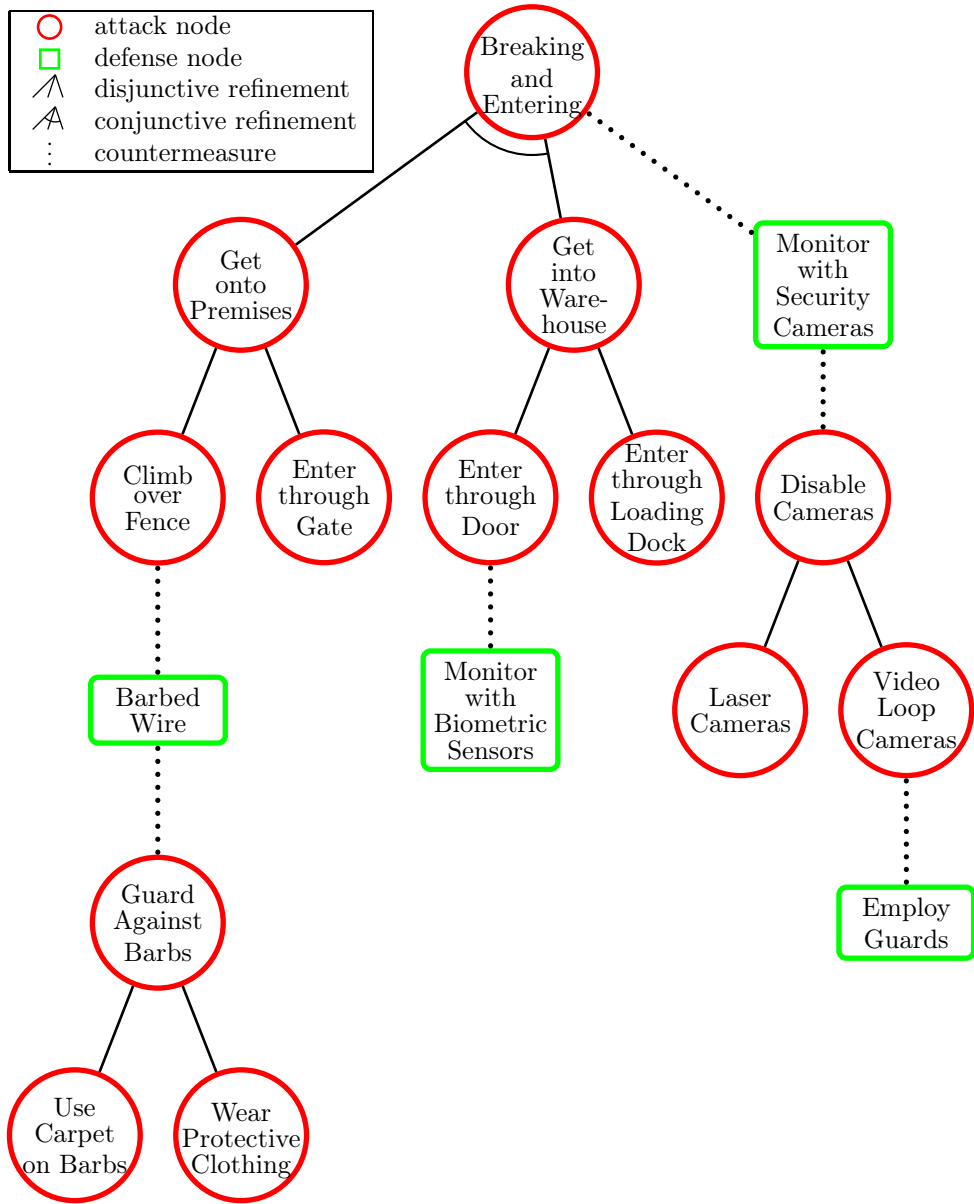 attack node
defense node
disjunctive refinement
conjunctive refinement
countermeasure
Breaking
and
Entering
Get
onto
Premises
Get
into
Ware-
house
Monitor
with
Security
Cameras
Climb
over
Fence
Enter
through
Gate
Enter
through
Door
Enter
through
Loading
Dock
Disable
Cameras
Barbed
Wire
Monitor
with
Biometric
Sensors
Laser
Cameras
Video
Loop
Cameras
Guard
Against
Barbs
Employ
Guards
Use
Carpet
on Barbs
Wear
Protective
Clothing